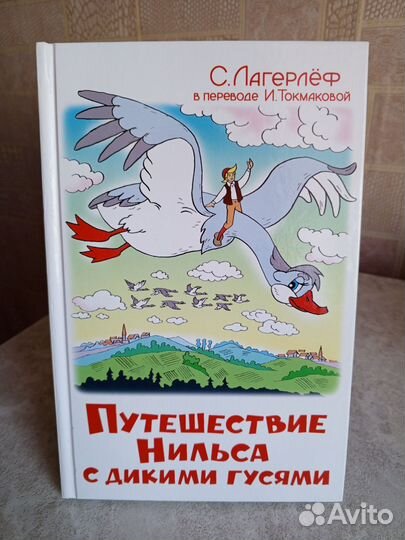 С. Лагерлёф
в переводе И. Токмаковой
Путешествие
Нильса
с дикими гусями
Avito